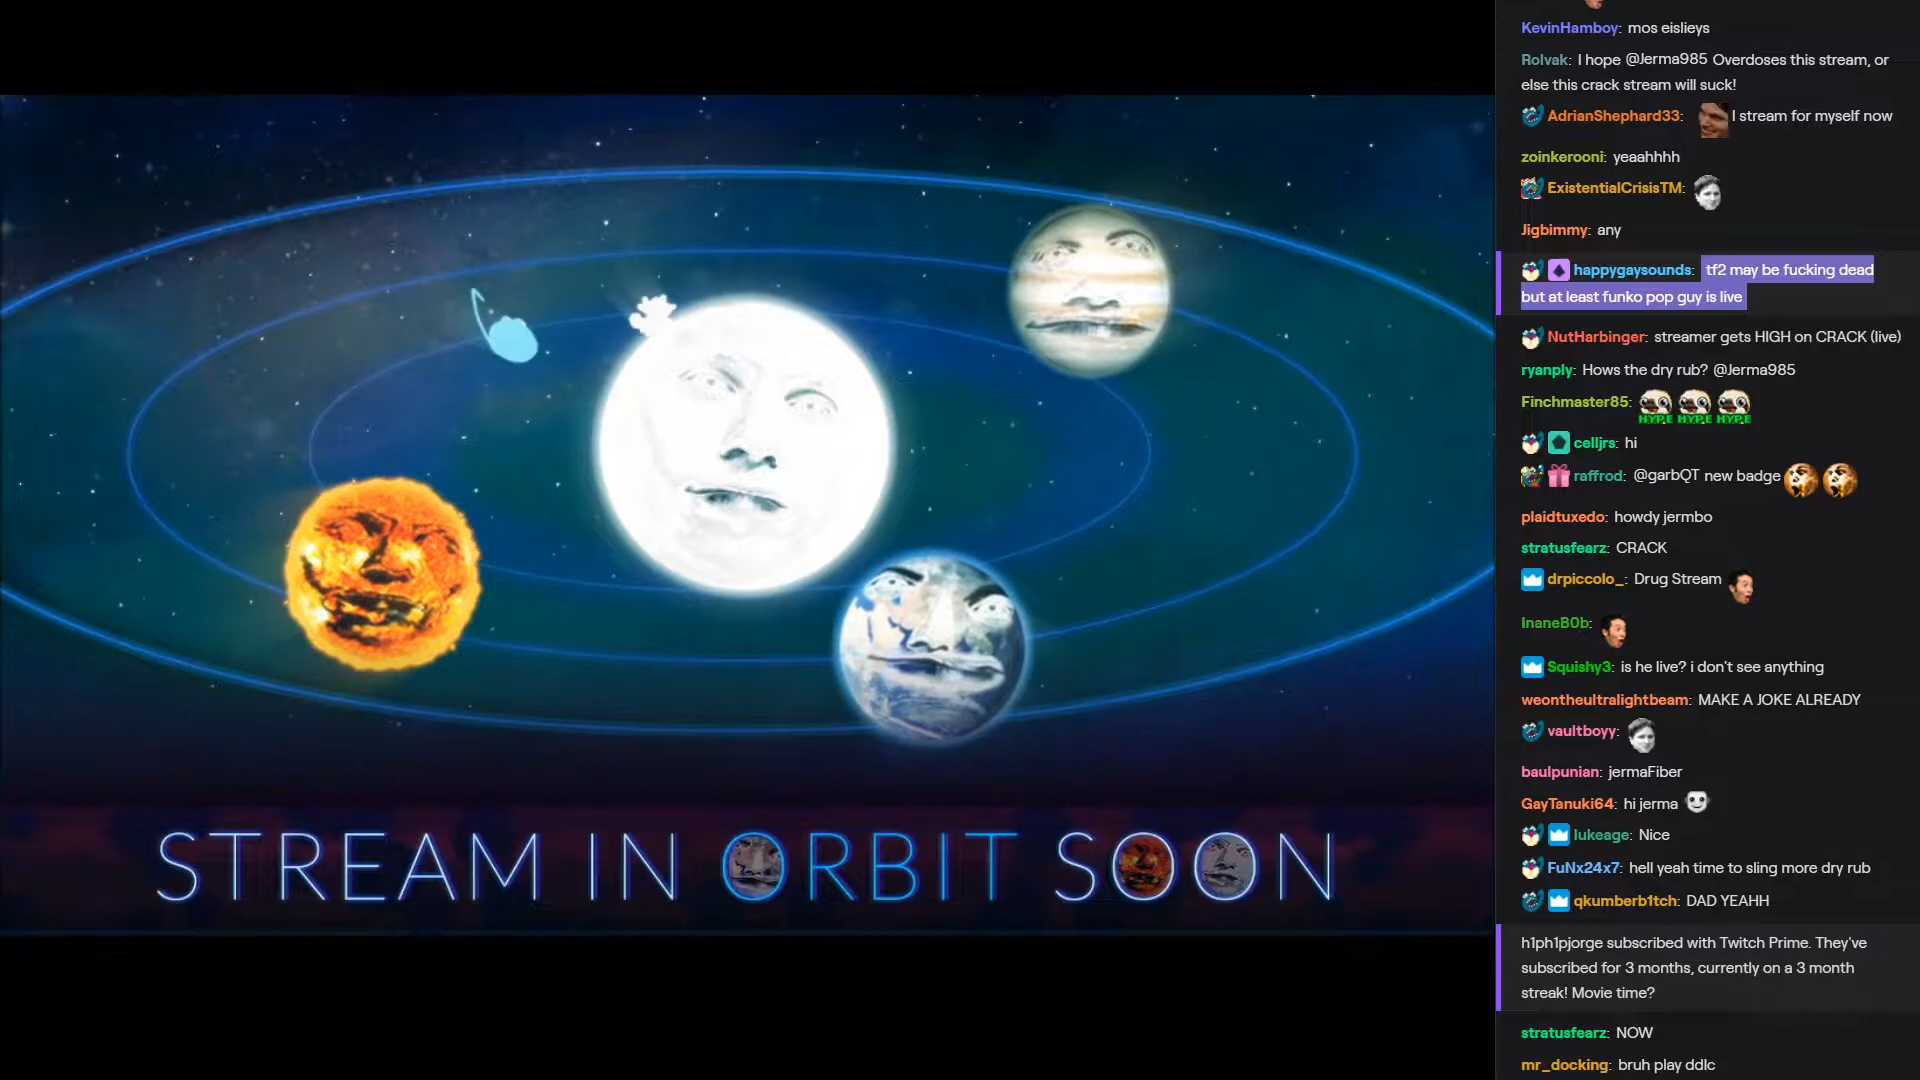 STREAM IN ORBIT SOON
KevinHamboy: mos eislieys
Rolvak: I hope @Jerma985 Overdoses this stream, or
else this crack stream will suck!
AdrianShephard33: I stream for myself now
zoinkerooni: yeaahhhh
ExistentialCrisisTM:
Jigbimmy: any
happygaysounds: tf2 may be fucking dead
but at least funko pop guy is live
NutHarbinger: streamer gets HIGH on CRACK (live)
ryanply: Hows the dry rub? @Jerma985
Finchmaster85: HYPE HYPE HYPE
celljrs: hi
raffrod: @garbQT new badge
plaidtuxedo: howdy jermbo
stratusfearz: CRACK
drpiccolo_: Drug Stream
InaneB0b:
Squishy3: is he live? i don't see anything
weontheultralightbeam: MAKE A JOKE ALREADY
vaultboyy:
baulpunian: jermaFiber
GayTanuki64: hi jerma
lukeage: Nice
FuNx24x7: hell yeah time to sling more dry rub
qkumberb1tch: DAD YEAHH
h1ph1pjorge subscribed with Twitch Prime. They've
subscribed for 3 months, currently on a 3 month
streak! Movie time?
stratusfearz: NOW
mr_docking: bruh play ddlc